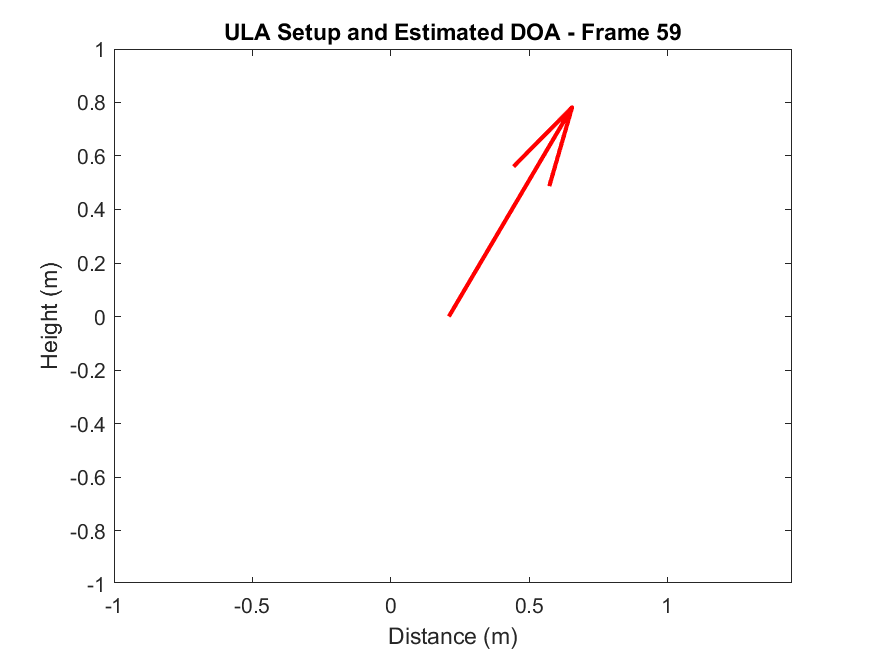 ULA Setup and Estimated DOA - Frame 59
1
0.8
0.6
0.4
0.2
0
-0.2
-0.4
-0.6
-0.8
-1
Height (m)
-1 -0.5 0 0.5 1
Distance (m)